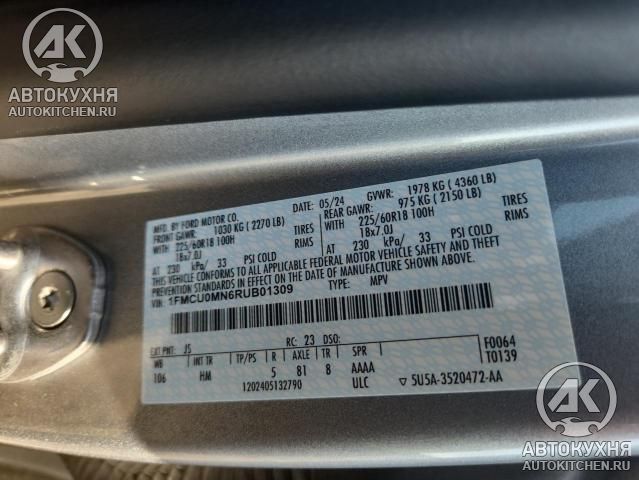 АК
АВТОКУХНЯ
AUTOKITCHEN.RU
MFD. BY FORD MOTOR CO. DATE: 05/24 GVWR: 1978 KG ( 4360 LB)
FRONT GAWR: 1030 KG ( 2270 LB) REAR GAWR: 975 KG ( 2150 LB)
WITH 225/60R18 100H TIRES WITH 225/60R18 100H TIRES
18x7.0J RIMS 18x7.0J RIMS
AT 230 kPa/ 33 PSI COLD AT 230 kPa/ 33 PSI COLD
THIS VEHICLE CONFORMS TO ALL APPLICABLE FEDERAL MOTOR VEHICLE SAFETY AND THEFT
PREVENTION STANDARDS IN EFFECT ON THE DATE OF MANUFACTURE SHOWN ABOVE.
1FMCU0MN6RUB01309 TYPE: MPV
EXT PNT: JS RC: 23 DSO: F0064
WB INT TR TP/PS R AXLE TR SPR T0139
106 HM 5 81 8 AAAA
1202405132790 ULC ▽ SU5A-3520472-AA
АК
АВТОКУХНЯ
AUTOKITCHEN.RU